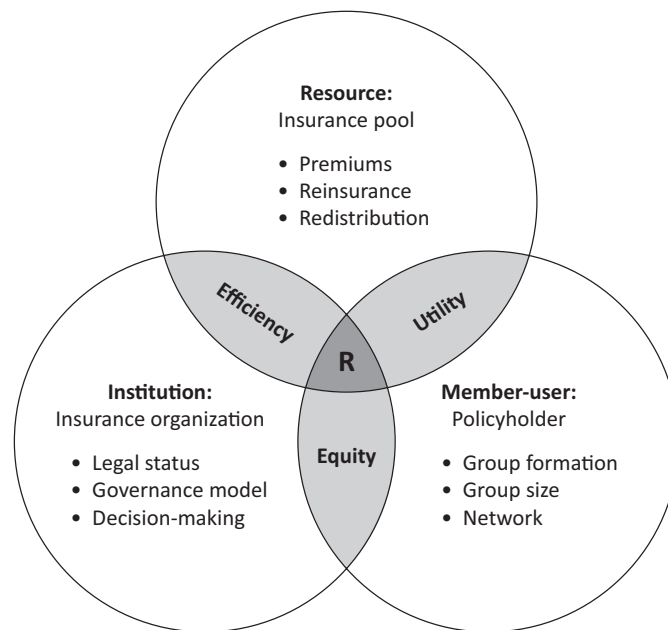 Resource:
Insurance pool
• Premiums
• Reinsurance
• Redistribution
Efficiency
Utility
R
Institution:
Insurance organization
• Legal status
• Governance model
• Decision-making
Equity
Member-user:
Policyholder
• Group formation
• Group size
• Network